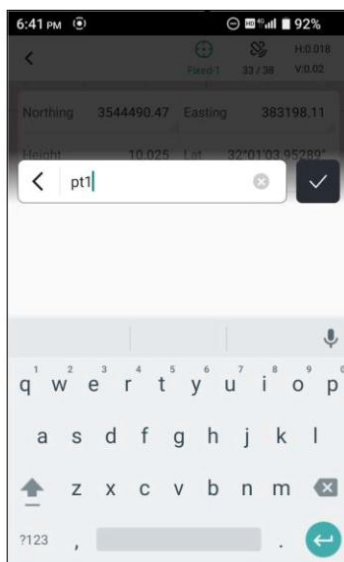 6:41 PM HD 4G 92%
Fixed-1 33 / 38 H:0.018 V:0.02
Northing 3544490.47 Easting 383198.11
Height 10.025 Lat 32°01'03.95289"
pt1
1 2 3 4 5 6 7 8 9 0
q w e r t y u i o p
a s d f g h j k l
z x c v b n m
?123 , .